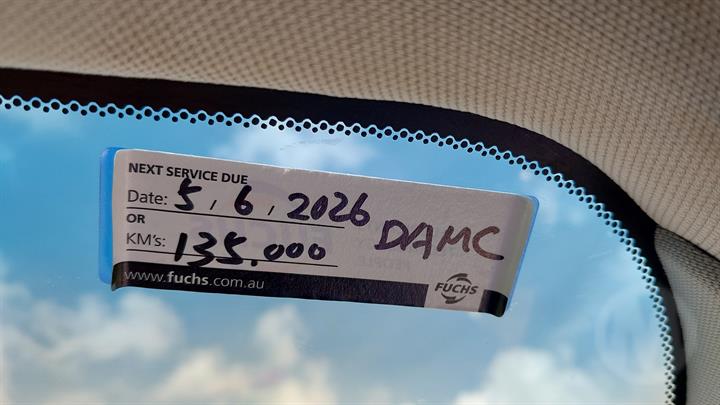 NEXT SERVICE DUE
Date: 5, 6, 2026
OR
KM's: 135.000
DAMC
www.fuchs.com.au
FUCHS